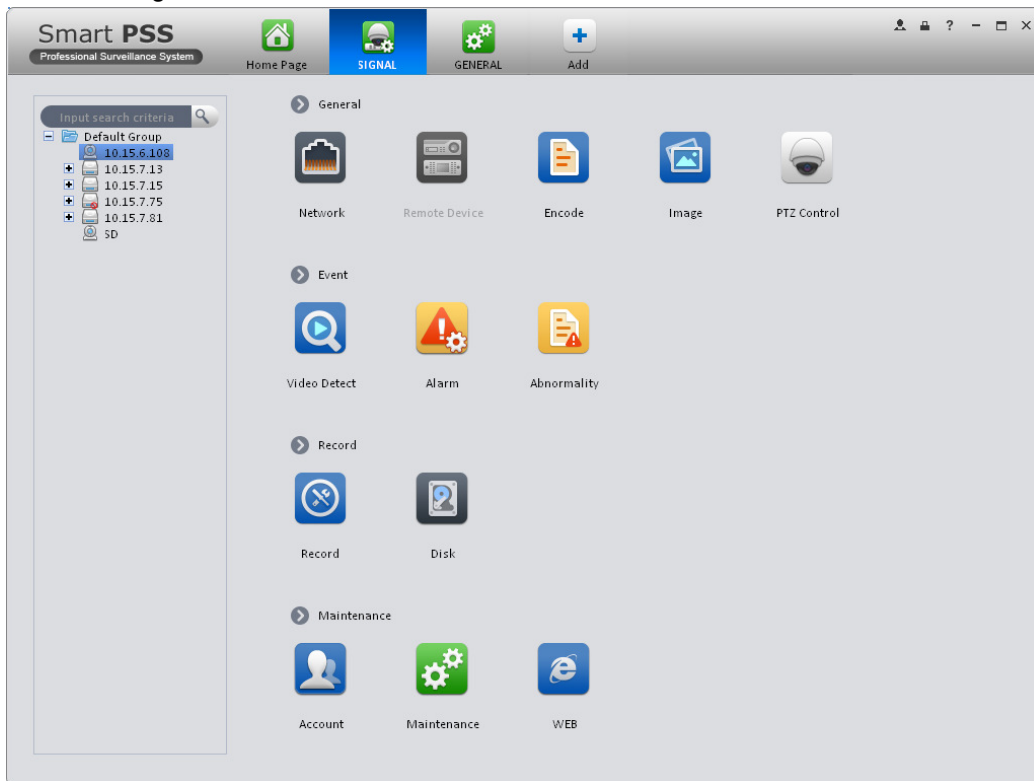 Smart PSS
Professional Surveillance System
Home Page
SIGNAL
GENERAL
Add
?
Input search criteria
Default Group
10.15.6.108
10.15.7.13
10.15.7.15
10.15.7.75
10.15.7.81
SD
General
Network
Remote Device
Encode
Image
PTZ Control
Event
Video Detect
Alarm
Abnormality
Record
Record
Disk
Maintenance
Account
Maintenance
WEB